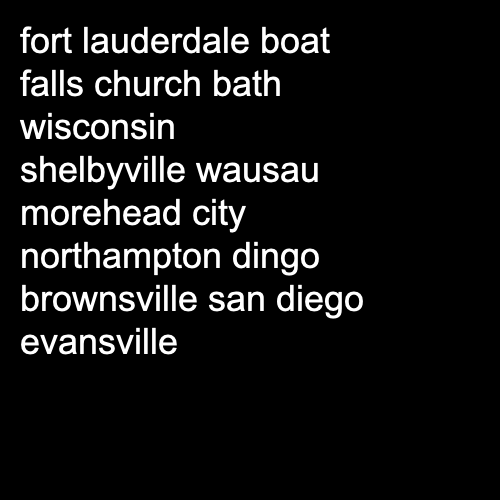 fort lauderdale boat
falls church bath
wisconsin
shelbyville wausau
morehead city
northampton dingo
brownsville san diego
evansville